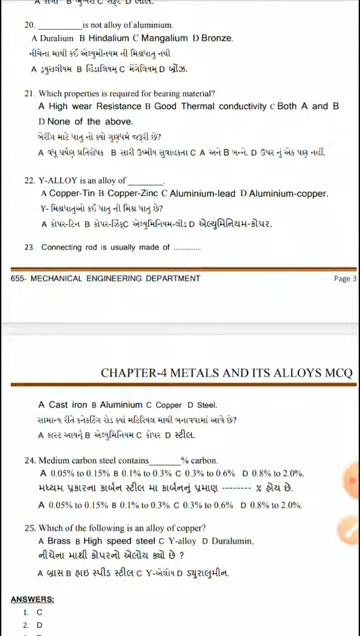 20. ________is not alloy of aluminium.
A Duralium B Hindalium C Mangalium D Bronze.
નીચેના માથી કઈ એલ્યુમીનયમ ની મિશ્રધાતુ નથી
A ડ્યુરાલીયમ B હિંડાલિયમ C મેંગેલિયમ D બ્રોંઝ.
21. Which properties is required for bearing material?
A High wear Resistance B Good Thermal conductivity C Both A and B
D None of the above.
બેરીંગ માટે ધાતુ નો ક્યો ગુણધર્મ જરૂરી છે?
A વધુ ઘર્ષણ પ્રતિરોધક B સારી ઉષ્મીય સુવાહકતા C A અને B બન્ને. D ઉપર નું એક પણ નહીં.
22. Y-ALLOY is an alloy of ________.
A Copper-Tin B Copper-Zinc C Aluminium-lead D Aluminium-copper.
Y- મિશ્રધાતુઓ કઈ ધાતુ ની મિશ્ર ધાતુ છે?
A કોપર-ટિન B કોપર-ઝિંક C એલ્યુમિનિયમ-લીડ D એલ્યુમિનિયમ-કોપર.
23. Connecting rod is usually made of .............
655- MECHANICAL ENGINEERING DEPARTMENT Page 3
CHAPTER-4 METALS AND ITS ALLOYS MCQ
A Cast iron B Aluminium C Copper D Steel.
સામાન્ય રીતે કનેક્ટિંગ રોડ ક્યાં મટિરિયલ માથી બનાવવામાં આવે છે?
A કાસ્ટ આયર્ન B એલ્યુમિનિયમ C કોપર D સ્ટીલ.
24. Medium carbon steel contains_______% carbon.
A 0.05% to 0.15% B 0.1% to 0.3% C 0.3% to 0.6% D 0.8% to 2.0%.
મધ્યમ પ્રકારના કાર્બન સ્ટીલ મા કાર્બનનું પ્રમાણ -------- % હોય છે.
A 0.05% to 0.15% B 0.1% to 0.3% C 0.3% to 0.6% D 0.8% to 2.0%.
25. Which of the following is an alloy of copper?
A Brass B High speed steel C Y-alloy D Duralumin.
નીચેના માથી કોપરનો એલોય ક્યો છે ?
A બ્રાસ B હાઇ સ્પીડ સ્ટીલ C Y-એલોય D ડ્યુરાલુમીન.
ANSWERS:
1. C
2. D